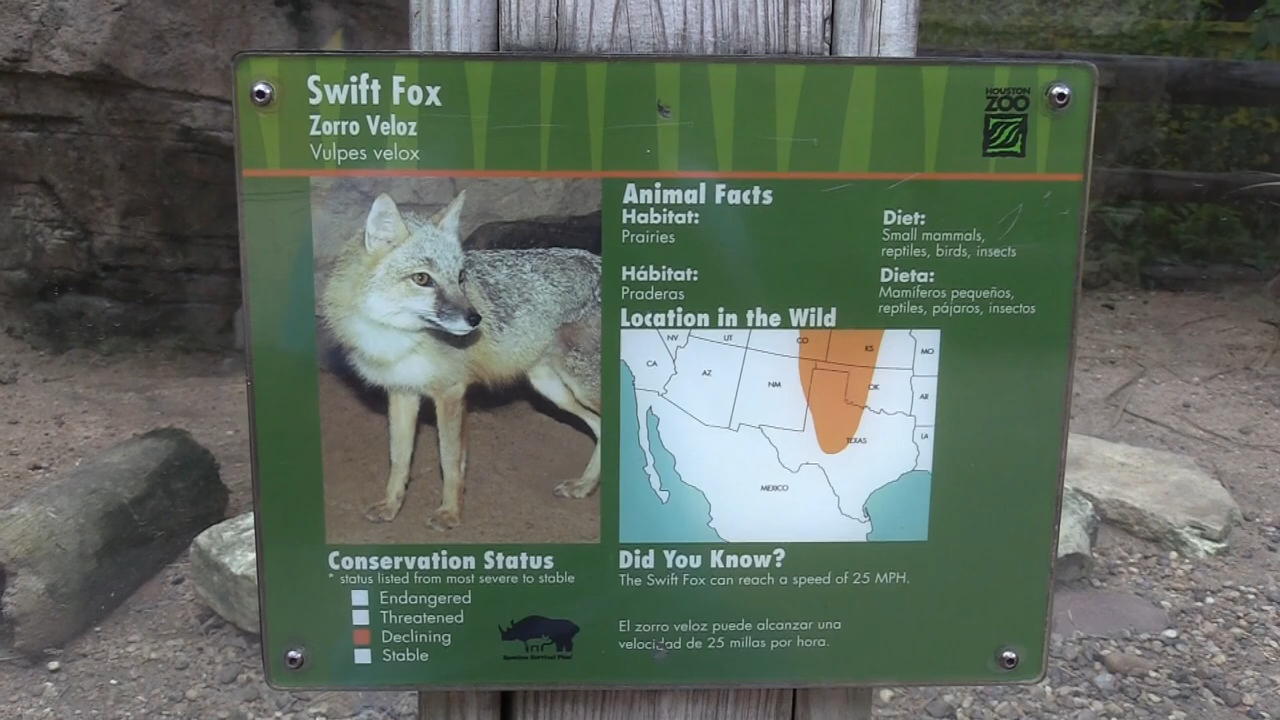 Swift Fox
Zorro Veloz
Vulpes velox
HOUSTON
ZOO
Animal Facts
Habitat:
Prairies
Diet:
Small mammals,
reptiles, birds, insects
Hábitat:
Praderas
Dieta:
Mamíferos pequeños,
reptiles, pájaros, insectos
Location in the Wild
NV
UT
CO
KS
MO
CA
AZ
NM
OK
AR
LA
TEXAS
MEXICO
Conservation Status
* status listed from most severe to stable
Endangered
Threatened
Declining
Stable
Species Survival Plan
Did You Know?
The Swift Fox can reach a speed of 25 MPH.
El zorro veloz puede alcanzar una
velocidad de 25 millas por hora.